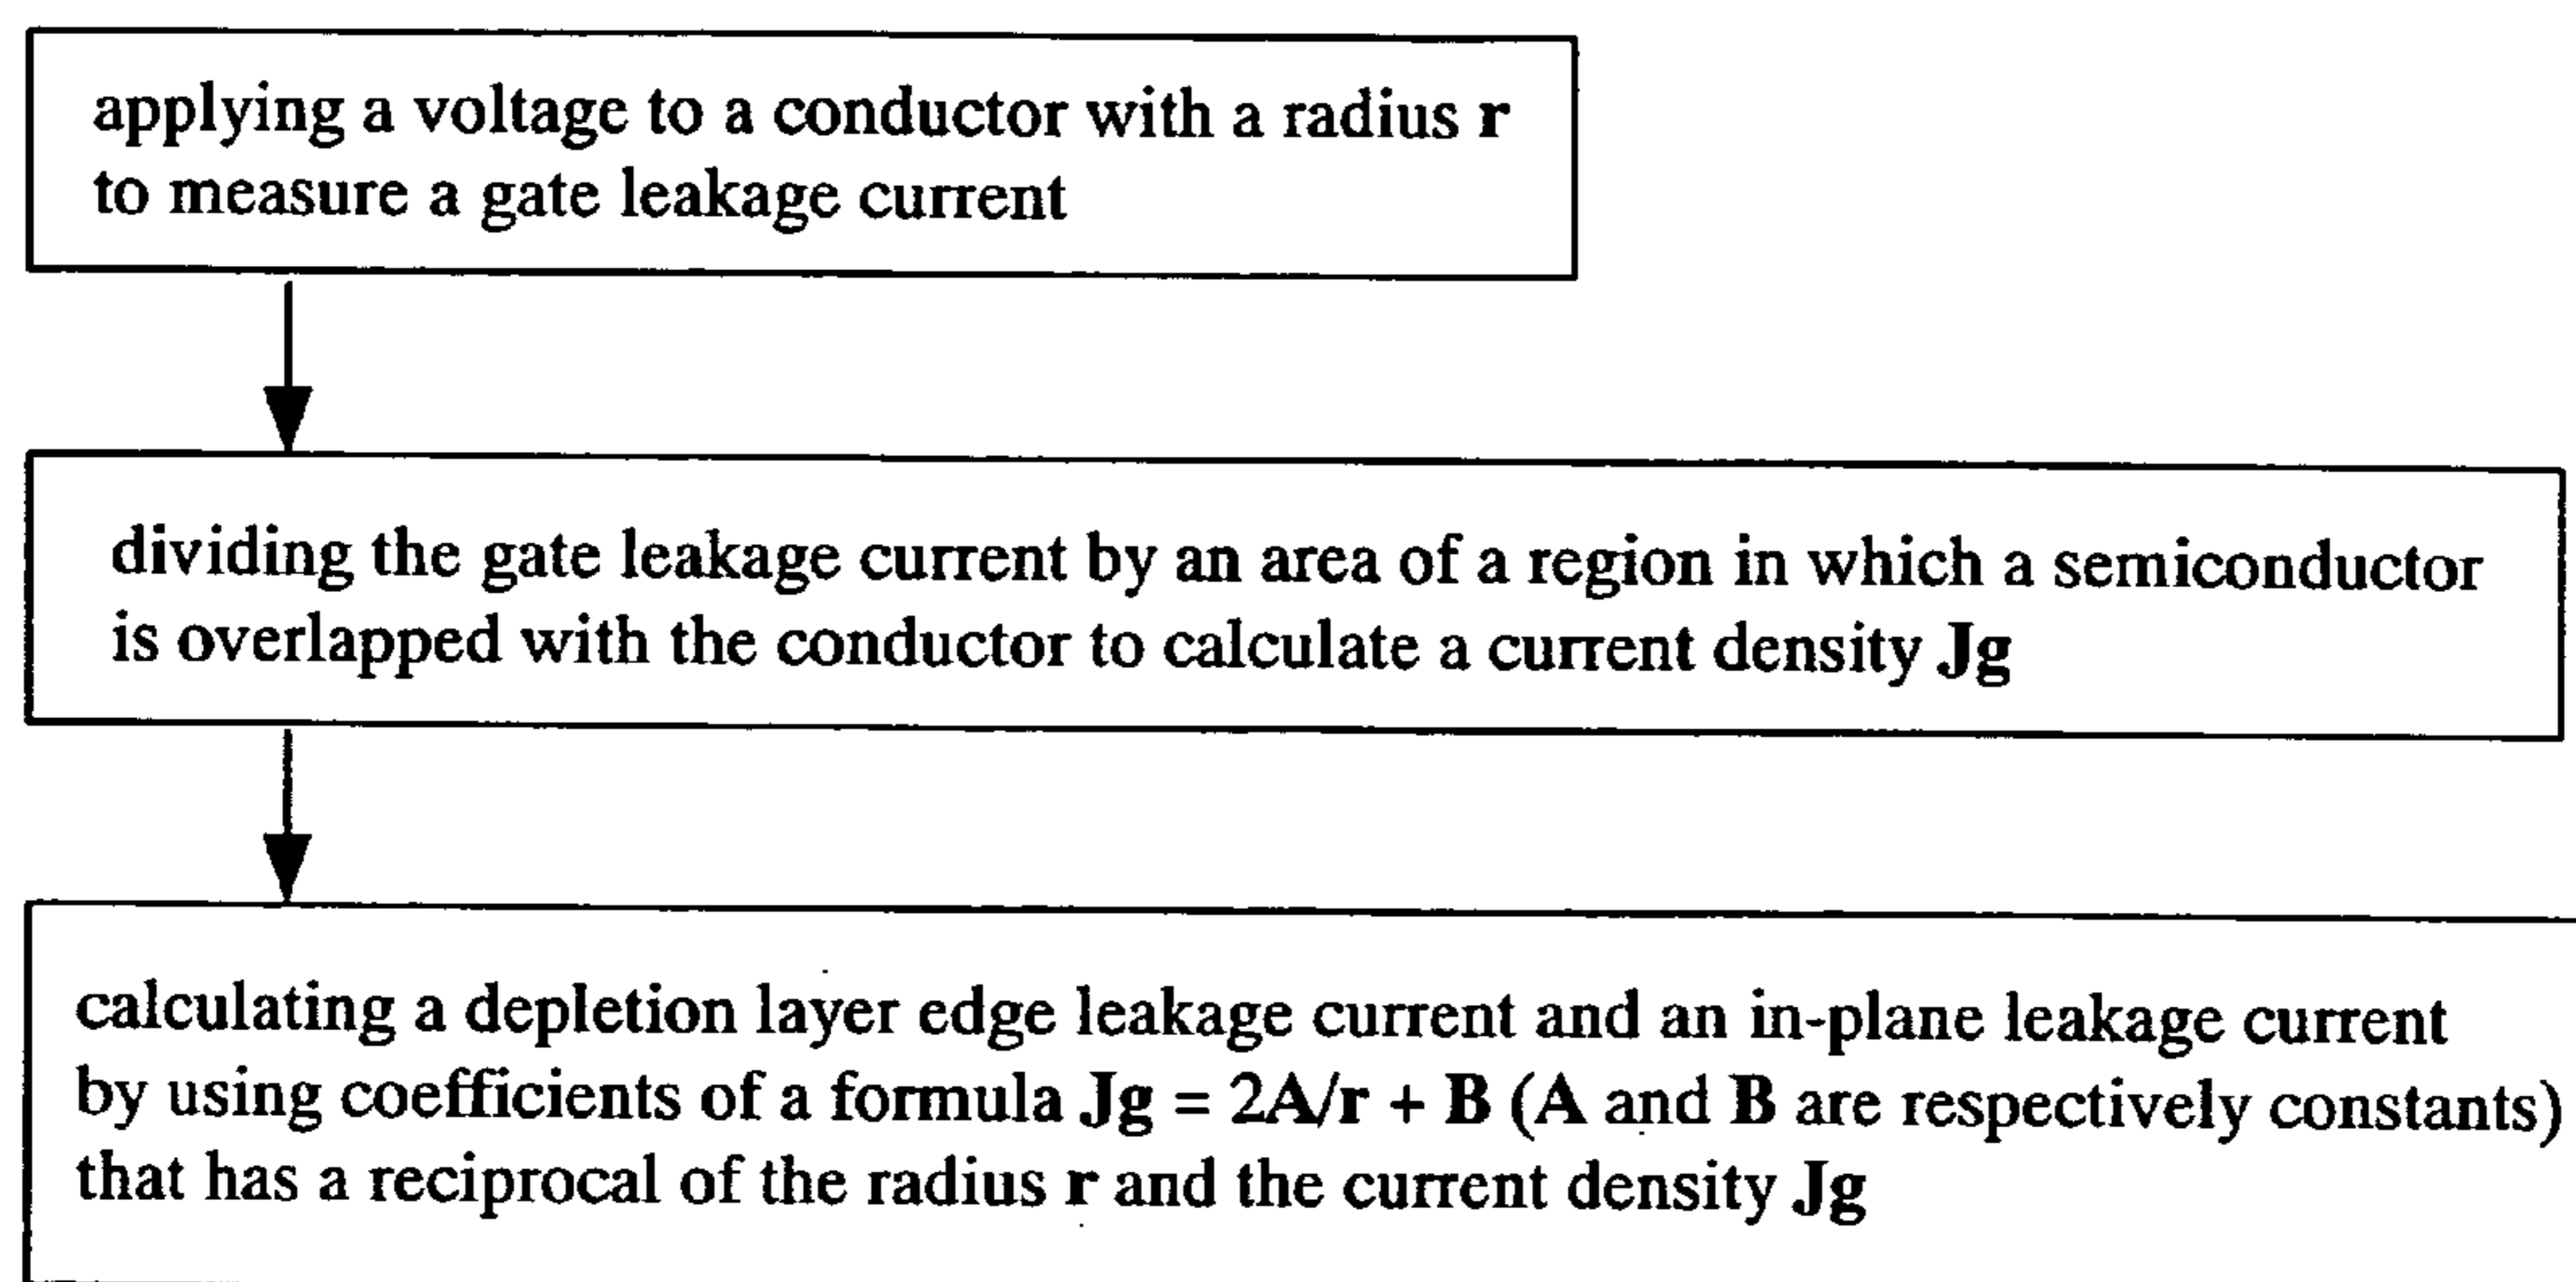 applying a voltage to a conductor with a radius r
to measure a gate leakage current
dividing the gate leakage current by an area of a region in which a semiconductor
is overlapped with the conductor to calculate a current density Jg
calculating a depletion layer edge leakage current and an in-plane leakage current
by using coefficients of a formula Jg = 2A/r + B (A and B are respectively constants)
that has a reciprocal of the radius r and the current density Jg